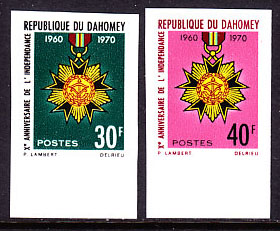 REPUBLIQUE DU DAHOMEY
Xe ANNIVERSAIRE DE L'INDEPENDANCE
1960 1970
POSTES 30F
P. LAMBERT DELRIEU
REPUBLIQUE DU DAHOMEY
Xe ANNIVERSAIRE DE L'INDEPENDANCE
1960 1970
POSTES 40F
P. LAMBERT DELRIEU